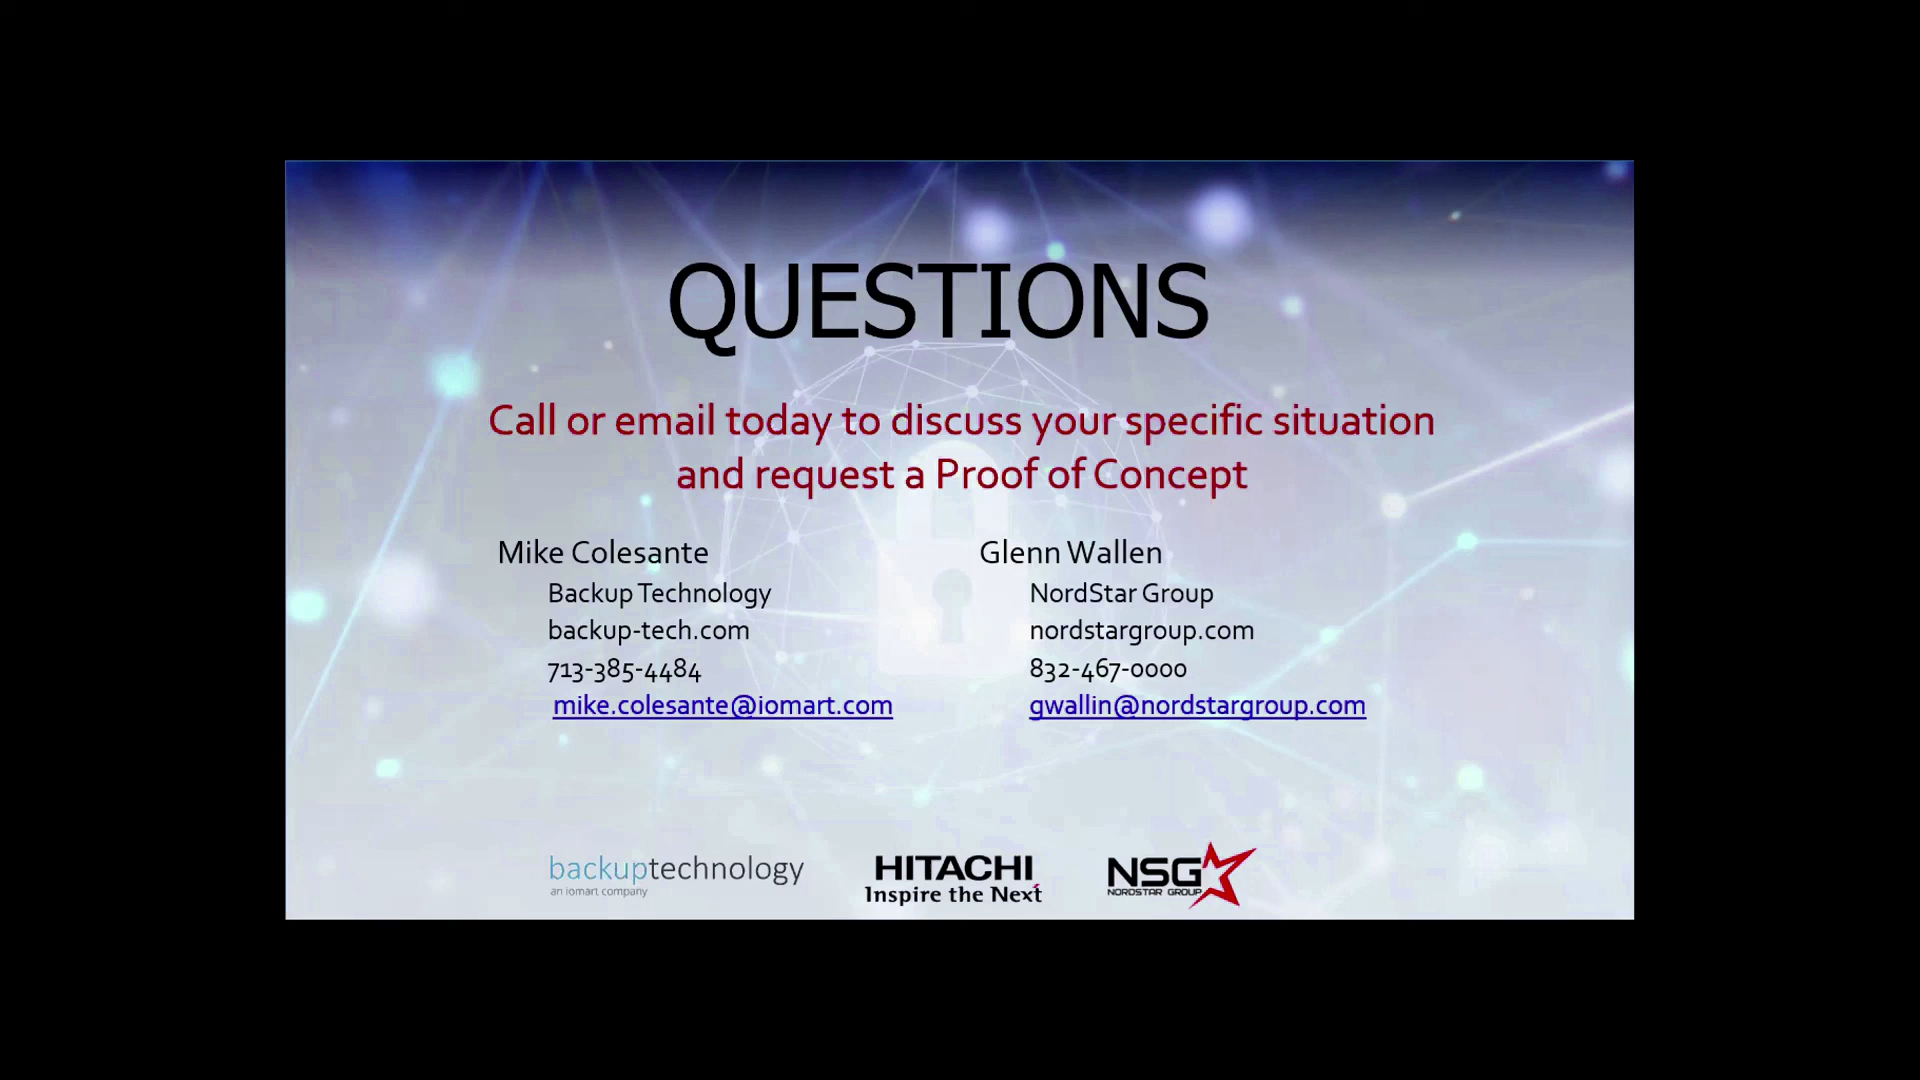 QUESTIONS
Call or email today to discuss your specific situation
and request a Proof of Concept
Mike Colesante
Backup Technology
backup-tech.com
713-385-4484
mike.colesante@iomart.com
Glenn Wallen
NordStar Group
nordstargroup.com
832-467-0000
gwallin@nordstargroup.com
backuptechnology
an iomart company
HITACHI
Inspire the Next
NSG
NORDSTAR GROUP